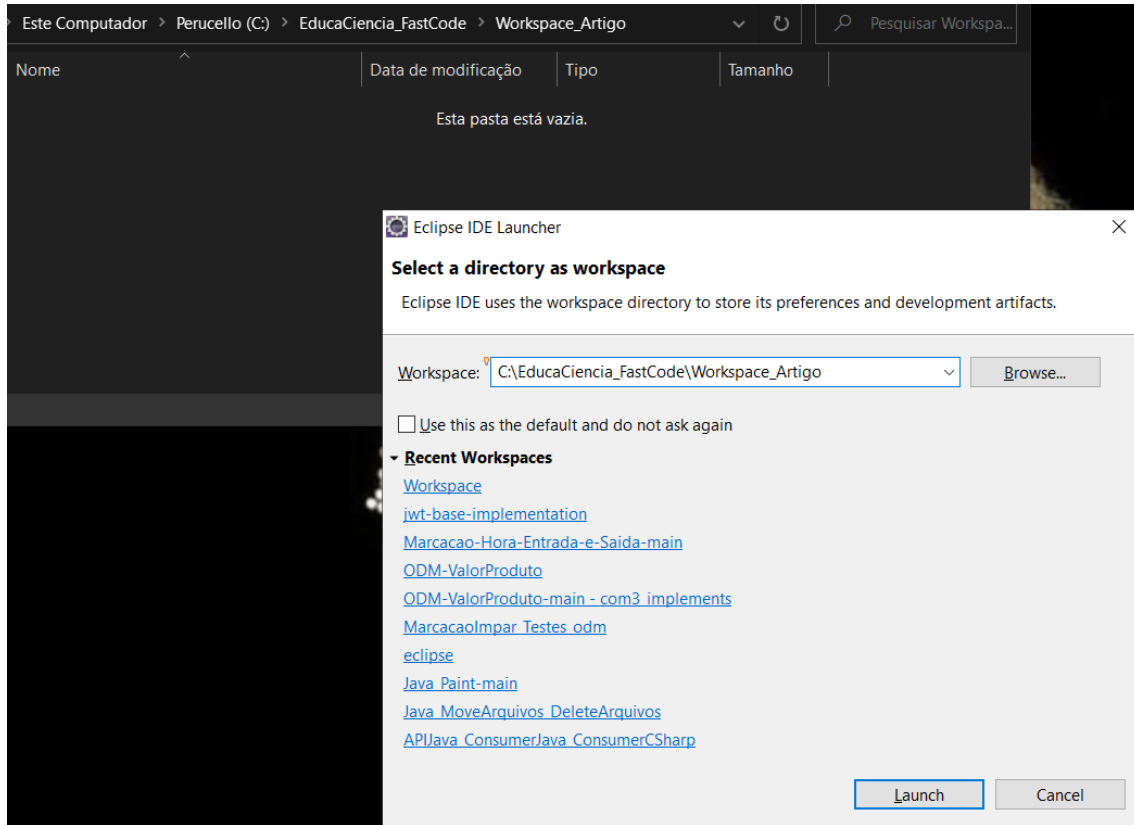 Este Computador > Perucello (C:) > EducaCiencia_FastCode > Workspace_Artigo
Pesquisar Workspa...
Nome
Data de modificação
Tipo
Tamanho
Esta pasta está vazia.
Eclipse IDE Launcher
Select a directory as workspace
Eclipse IDE uses the workspace directory to store its preferences and development artifacts.
Workspace: C:\EducaCiencia_FastCode\Workspace_Artigo
Browse...
Use this as the default and do not ask again
Recent Workspaces
Workspace
jwt-base-implementation
Marcacao-Hora-Entrada-e-Saida-main
ODM-ValorProduto
ODM-ValorProduto-main - com3_implements
MarcacaoImpar_Testes_odm
eclipse
Java_Paint-main
Java_MoveArquivos_DeleteArquivos
APIJava_ConsumerJava_ConsumerCSharp
Launch
Cancel